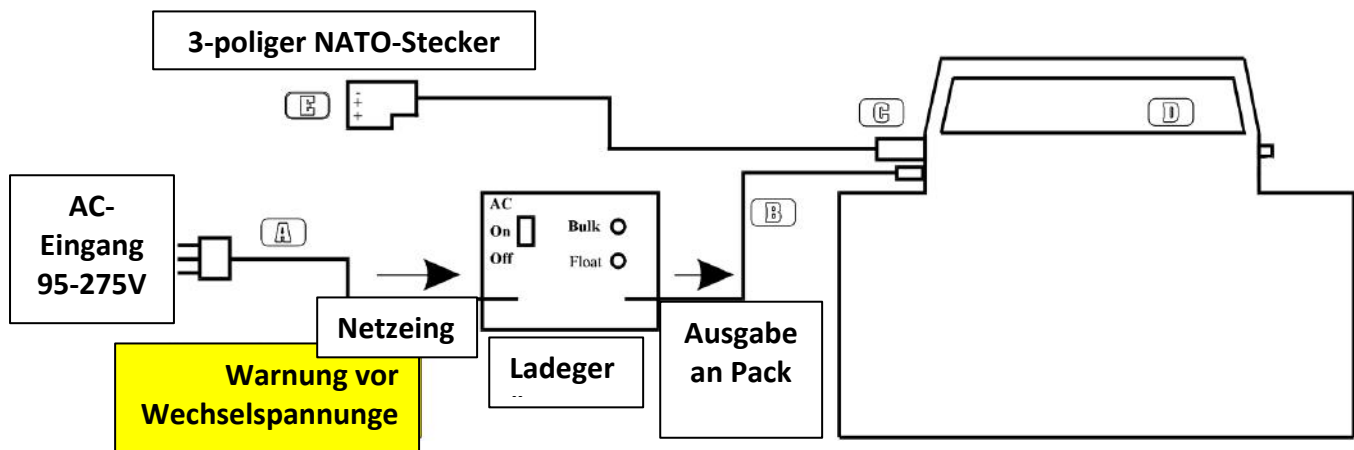 3-poliger NATO-Stecker
E
-
+
+
C
D
AC-
Eingang
95-275V
A
AC
On
Off
Bulk
Float
B
Netzeing
Ladeger
Ausgabe
an Pack
Warnung vor
Wechselspannunge